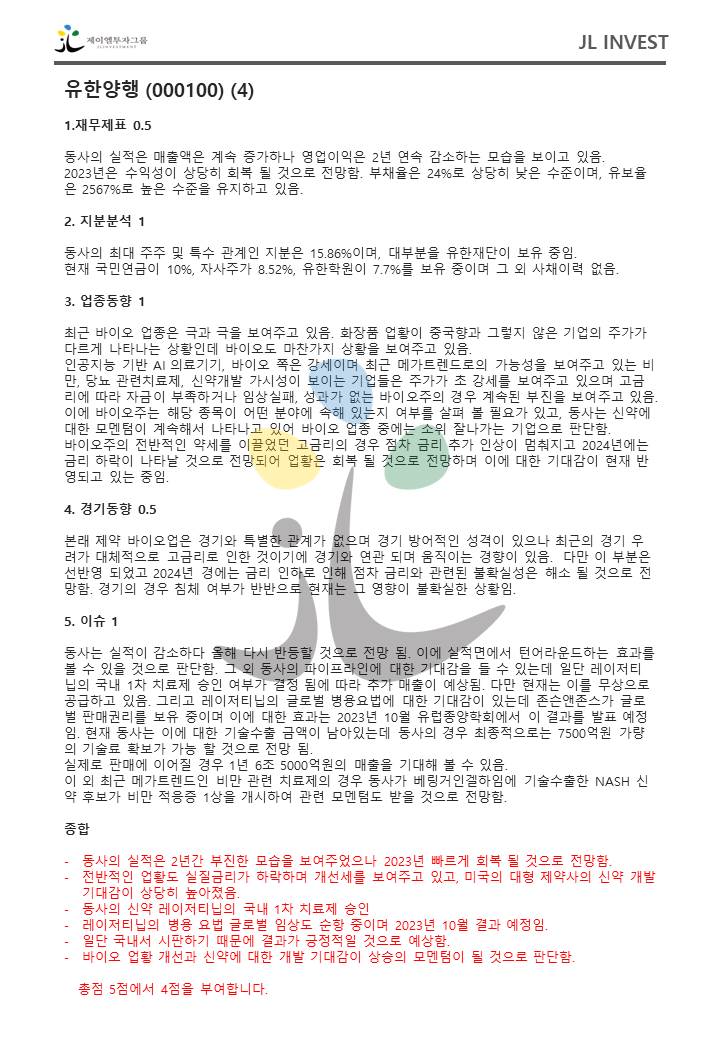 제이엘투자그룹
JLINVESTMENT
JL INVEST
유한양행 (000100) (4)
1.재무제표 0.5
동사의 실적은 매출액은 계속 증가하나 영업이익은 2년 연속 감소하는 모습을 보이고 있음.
2023년은 수익성이 상당히 회복 될 것으로 전망함. 부채율은 24%로 상당히 낮은 수준이며, 유보율
은 2567%로 높은 수준을 유지하고 있음.
2. 지분분석 1
동사의 최대 주주 및 특수 관계인 지분은 15.86%이며, 대부분을 유한재단이 보유 중임.
현재 국민연금이 10%, 자사주가 8.52%, 유한학원이 7.7%를 보유 중이며 그 외 사채이력 없음.
3. 업종동향 1
최근 바이오 업종은 극과 극을 보여주고 있음. 화장품 업황이 중국향과 그렇지 않은 기업의 주가가
다르게 나타나는 상황인데 바이오도 마찬가지 상황을 보여주고 있음.
인공지능 기반 AI 의료기기, 바이오 쪽은 강세이며 최근 메가트렌드로의 가능성을 보여주고 있는 비
만, 당뇨 관련치료제, 신약개발 가시성이 보이는 기업들은 주가가 초 강세를 보여주고 있으며 고금
리에 따라 자금이 부족하거나 임상실패, 성과가 없는 바이오주의 경우 계속된 부진을 보여주고 있음.
이에 바이오주는 해당 종목이 어떤 분야에 속해 있는지 여부를 살펴 볼 필요가 있고, 동사는 신약에
대한 모멘텀이 계속해서 나타나고 있어 바이오 업종 중에는 소위 잘나가는 기업으로 판단함.
바이오주의 전반적인 약세를 이끌었던 고금리의 경우 점차 금리 추가 인상이 멈춰지고 2024년에는
금리 하락이 나타날 것으로 전망되어 업황은 회복 될 것으로 전망하며 이에 대한 기대감이 현재 반
영되고 있는 중임.
4. 경기동향 0.5
본래 제약 바이오업은 경기와 특별한 관계가 없으며 경기 방어적인 성격이 있으나 최근의 경기 우
려가 대체적으로 고금리로 인한 것이기에 경기와 연관 되며 움직이는 경향이 있음. 다만 이 부분은
선반영 되었고 2024년 경에는 금리 인하로 인해 점차 금리와 관련된 불확실성은 해소 될 것으로 전
망함. 경기의 경우 침체 여부가 반반으로 현재는 그 영향이 불확실한 상황임.
5. 이슈 1
동사는 실적이 감소하다 올해 다시 반등할 것으로 전망 됨. 이에 실적면에서 턴어라운드하는 효과를
볼 수 있을 것으로 판단함. 그 외 동사의 파이프라인에 대한 기대감을 들 수 있는데 일단 레이저티
닙의 국내 1차 치료제 승인 여부가 결정 됨에 따라 추가 매출이 예상됨. 다만 현재는 이를 무상으로
공급하고 있음. 그리고 레이저티닙의 글로벌 병용요법에 대한 기대감이 있는데 존슨앤존스가 글로
벌 판매권리를 보유 중이며 이에 대한 효과는 2023년 10월 유럽종양학회에서 이 결과를 발표 예정
임. 현재 동사는 이에 대한 기술수출 금액이 남아있는데 동사의 경우 최종적으로는 7500억원 가량
의 기술료 확보가 가능 할 것으로 전망 됨.
실제로 판매에 이어질 경우 1년 6조 5000억원의 매출을 기대해 볼 수 있음.
이 외 최근 메가트렌드인 비만 관련 치료제의 경우 동사가 베링거인겔하임에 기술수출한 NASH 신
약 후보가 비만 적응증 1상을 개시하여 관련 모멘텀도 받을 것으로 전망함.
종합
- 동사의 실적은 2년간 부진한 모습을 보여주었으나 2023년 빠르게 회복 될 것으로 전망함.
- 전반적인 업황도 실질금리가 하락하며 개선세를 보여주고 있고, 미국의 대형 제약사의 신약 개발
기대감이 상당히 높아졌음.
- 동사의 신약 레이저티닙의 국내 1차 치료제 승인
- 레이저티닙의 병용 요법 글로벌 임상도 순항 중이며 2023년 10월 결과 예정임.
- 일단 국내서 시판하기 때문에 결과가 긍정적일 것으로 예상함.
- 바이오 업황 개선과 신약에 대한 개발 기대감이 상승의 모멘텀이 될 것으로 판단함.
총점 5점에서 4점을 부여합니다.